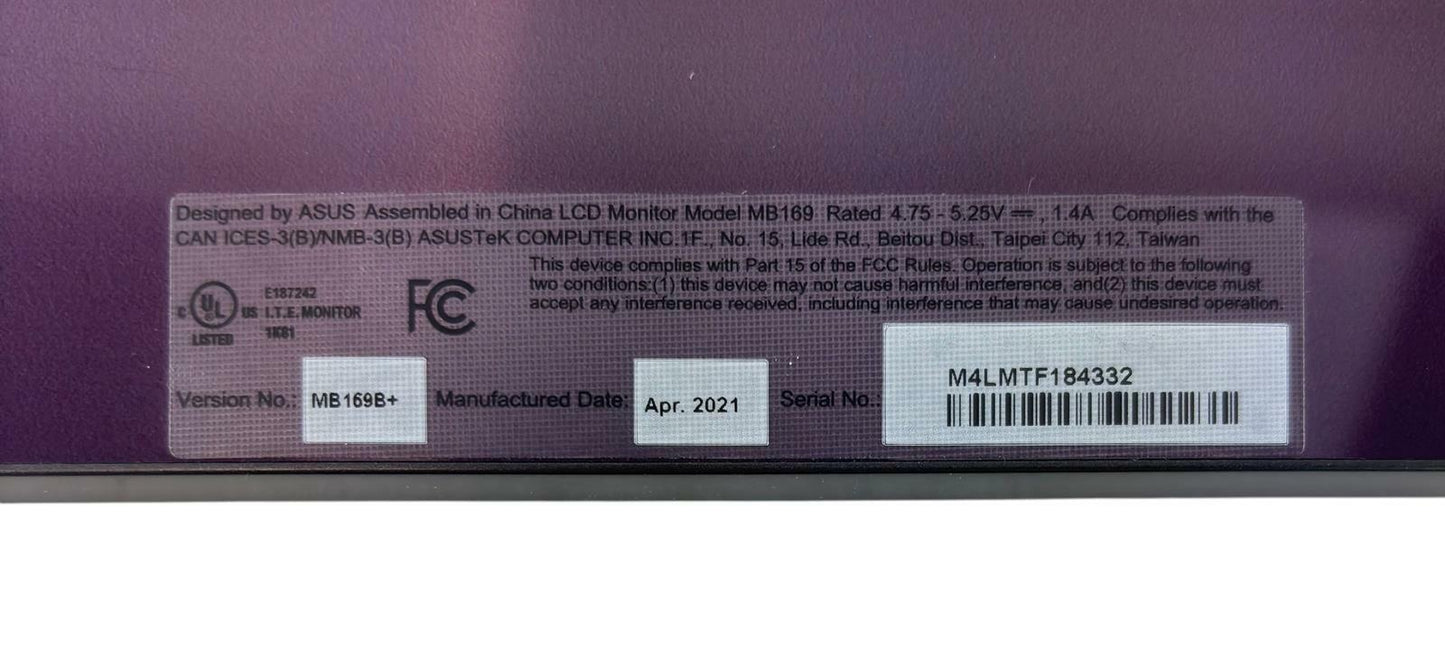 Designed by ASUS Assembled in China LCD Monitor Model MB169 Rated 4.75 - 5.25V ⎓ , 1.4A Complies with the
CAN ICES-3(B)/NMB-3(B) ASUSTeK COMPUTER INC.1F., No. 15, Lide Rd., Beitou Dist., Taipei City 112, Taiwan
This device complies with Part 15 of the FCC Rules. Operation is subject to the following
two conditions:(1) this device may not cause harmful interference, and(2) this device must
accept any interference received, including interference that may cause undesired operation.
E187242
C UL US I.T.E. MONITOR
LISTED 1K61
FC
M4LMTF184332
Version No.: MB169B+ Manufactured Date: Apr. 2021 Serial No.: